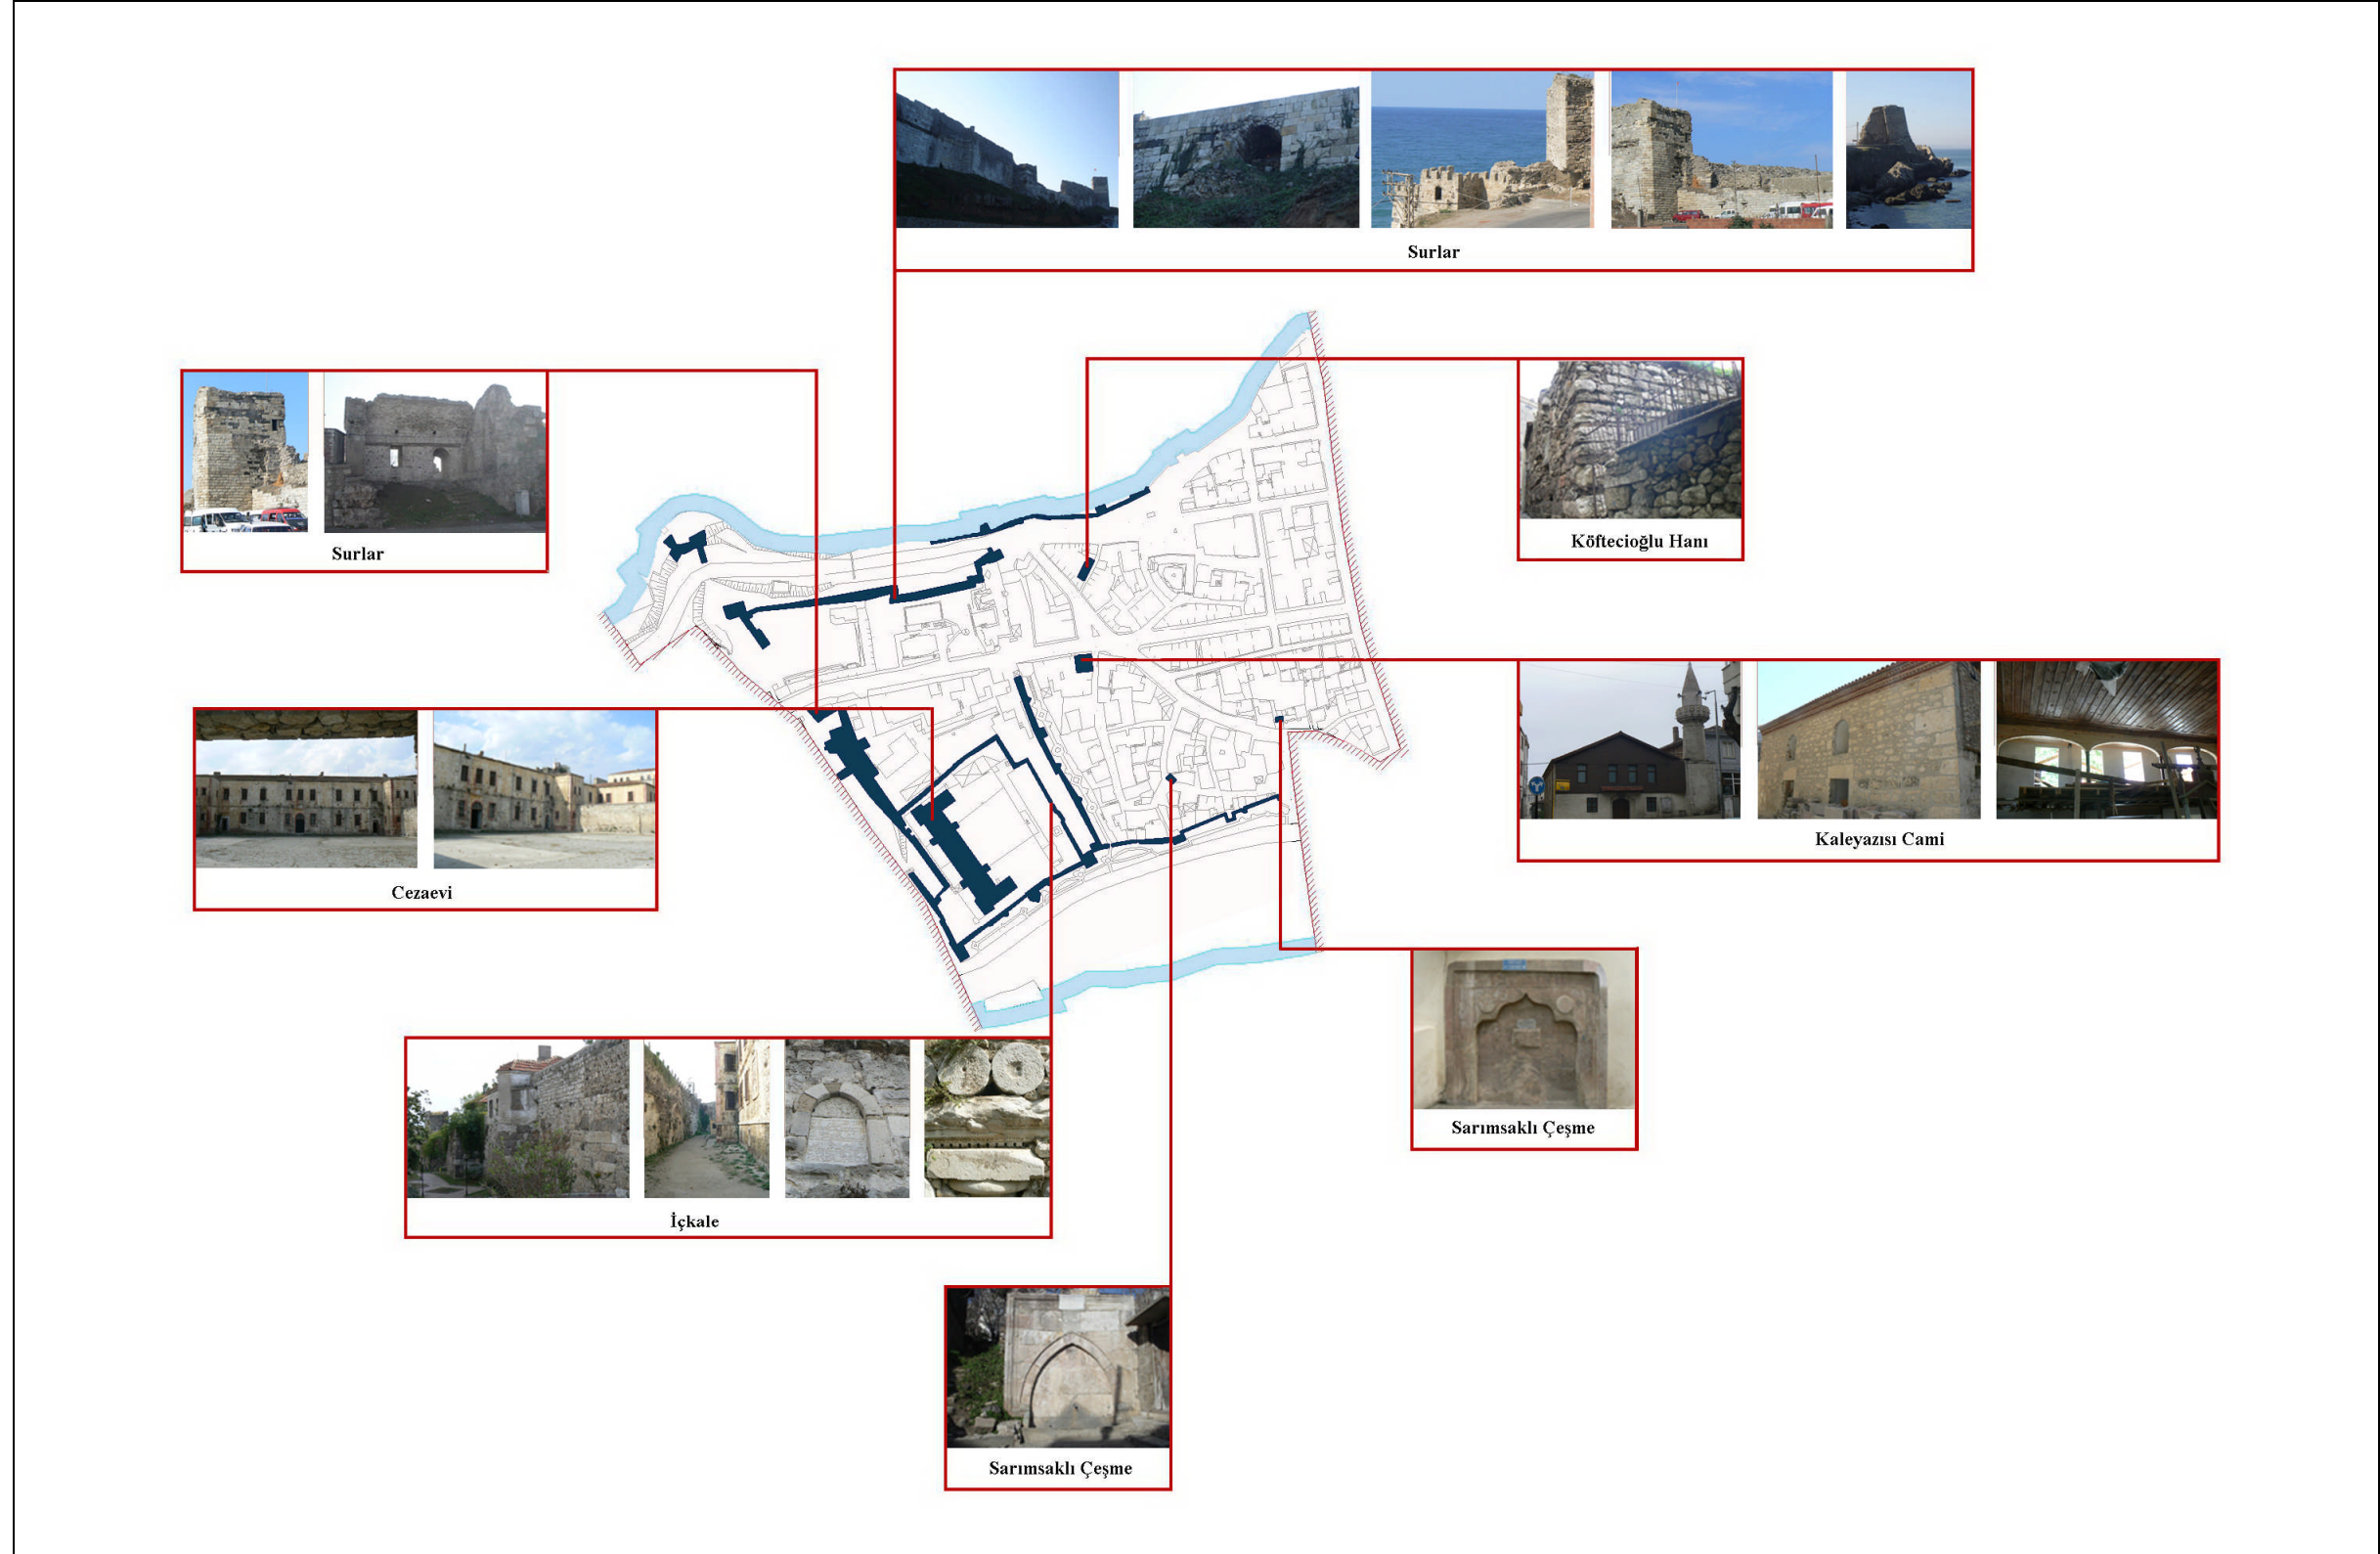 Surlar
Surlar
Köftecioğlu Hanı
Kaleyazısı Cami
Cezaevi
Sarımsaklı Çeşme
İçkale
Sarımsaklı Çeşme